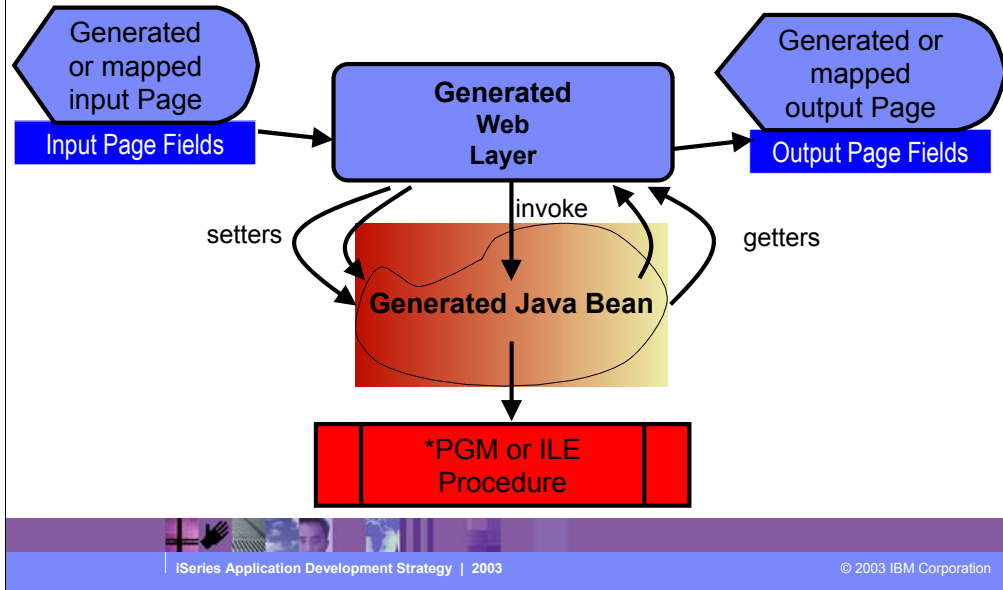 Generated
or mapped
input Page
Input Page Fields
Generated
Web
Layer
Generated or
mapped
output Page
Output Page Fields
setters
invoke
getters
Generated Java Bean
*PGM or ILE
Procedure
iSeries Application Development Strategy | 2003
© 2003 IBM Corporation